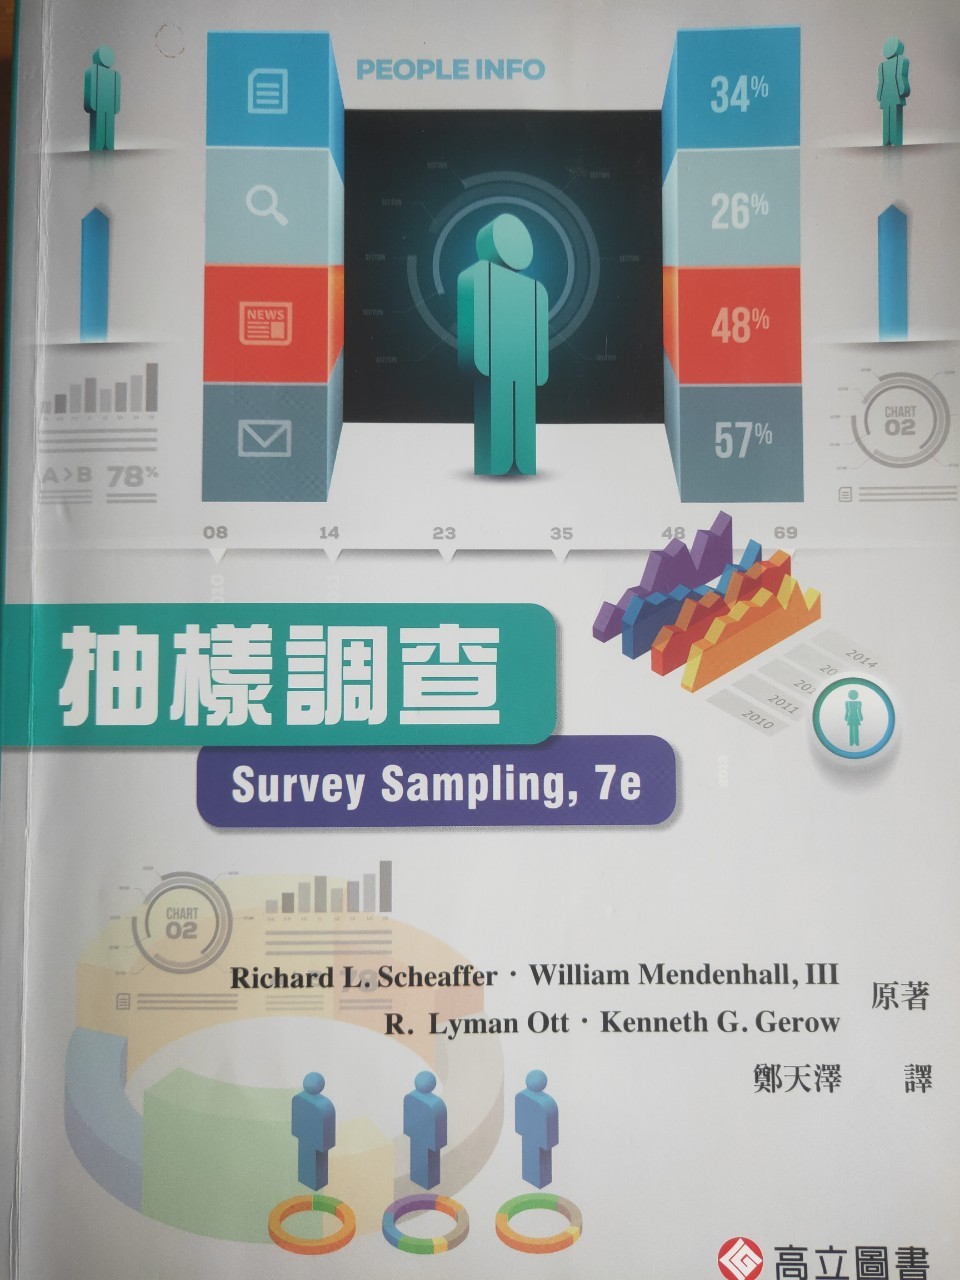 PEOPLE INFO
34%
26%
NEWS
48%
57%
CHART
02
A>B 78%
08 14 23 35 48 69
抽樣調查
Survey Sampling, 7e
2014
2011
2010
CHART
02
Richard L. Scheaffer · William Mendenhall, III
R. Lyman Ott · Kenneth G. Gerow
原著
鄭天澤 譯
高立圖書